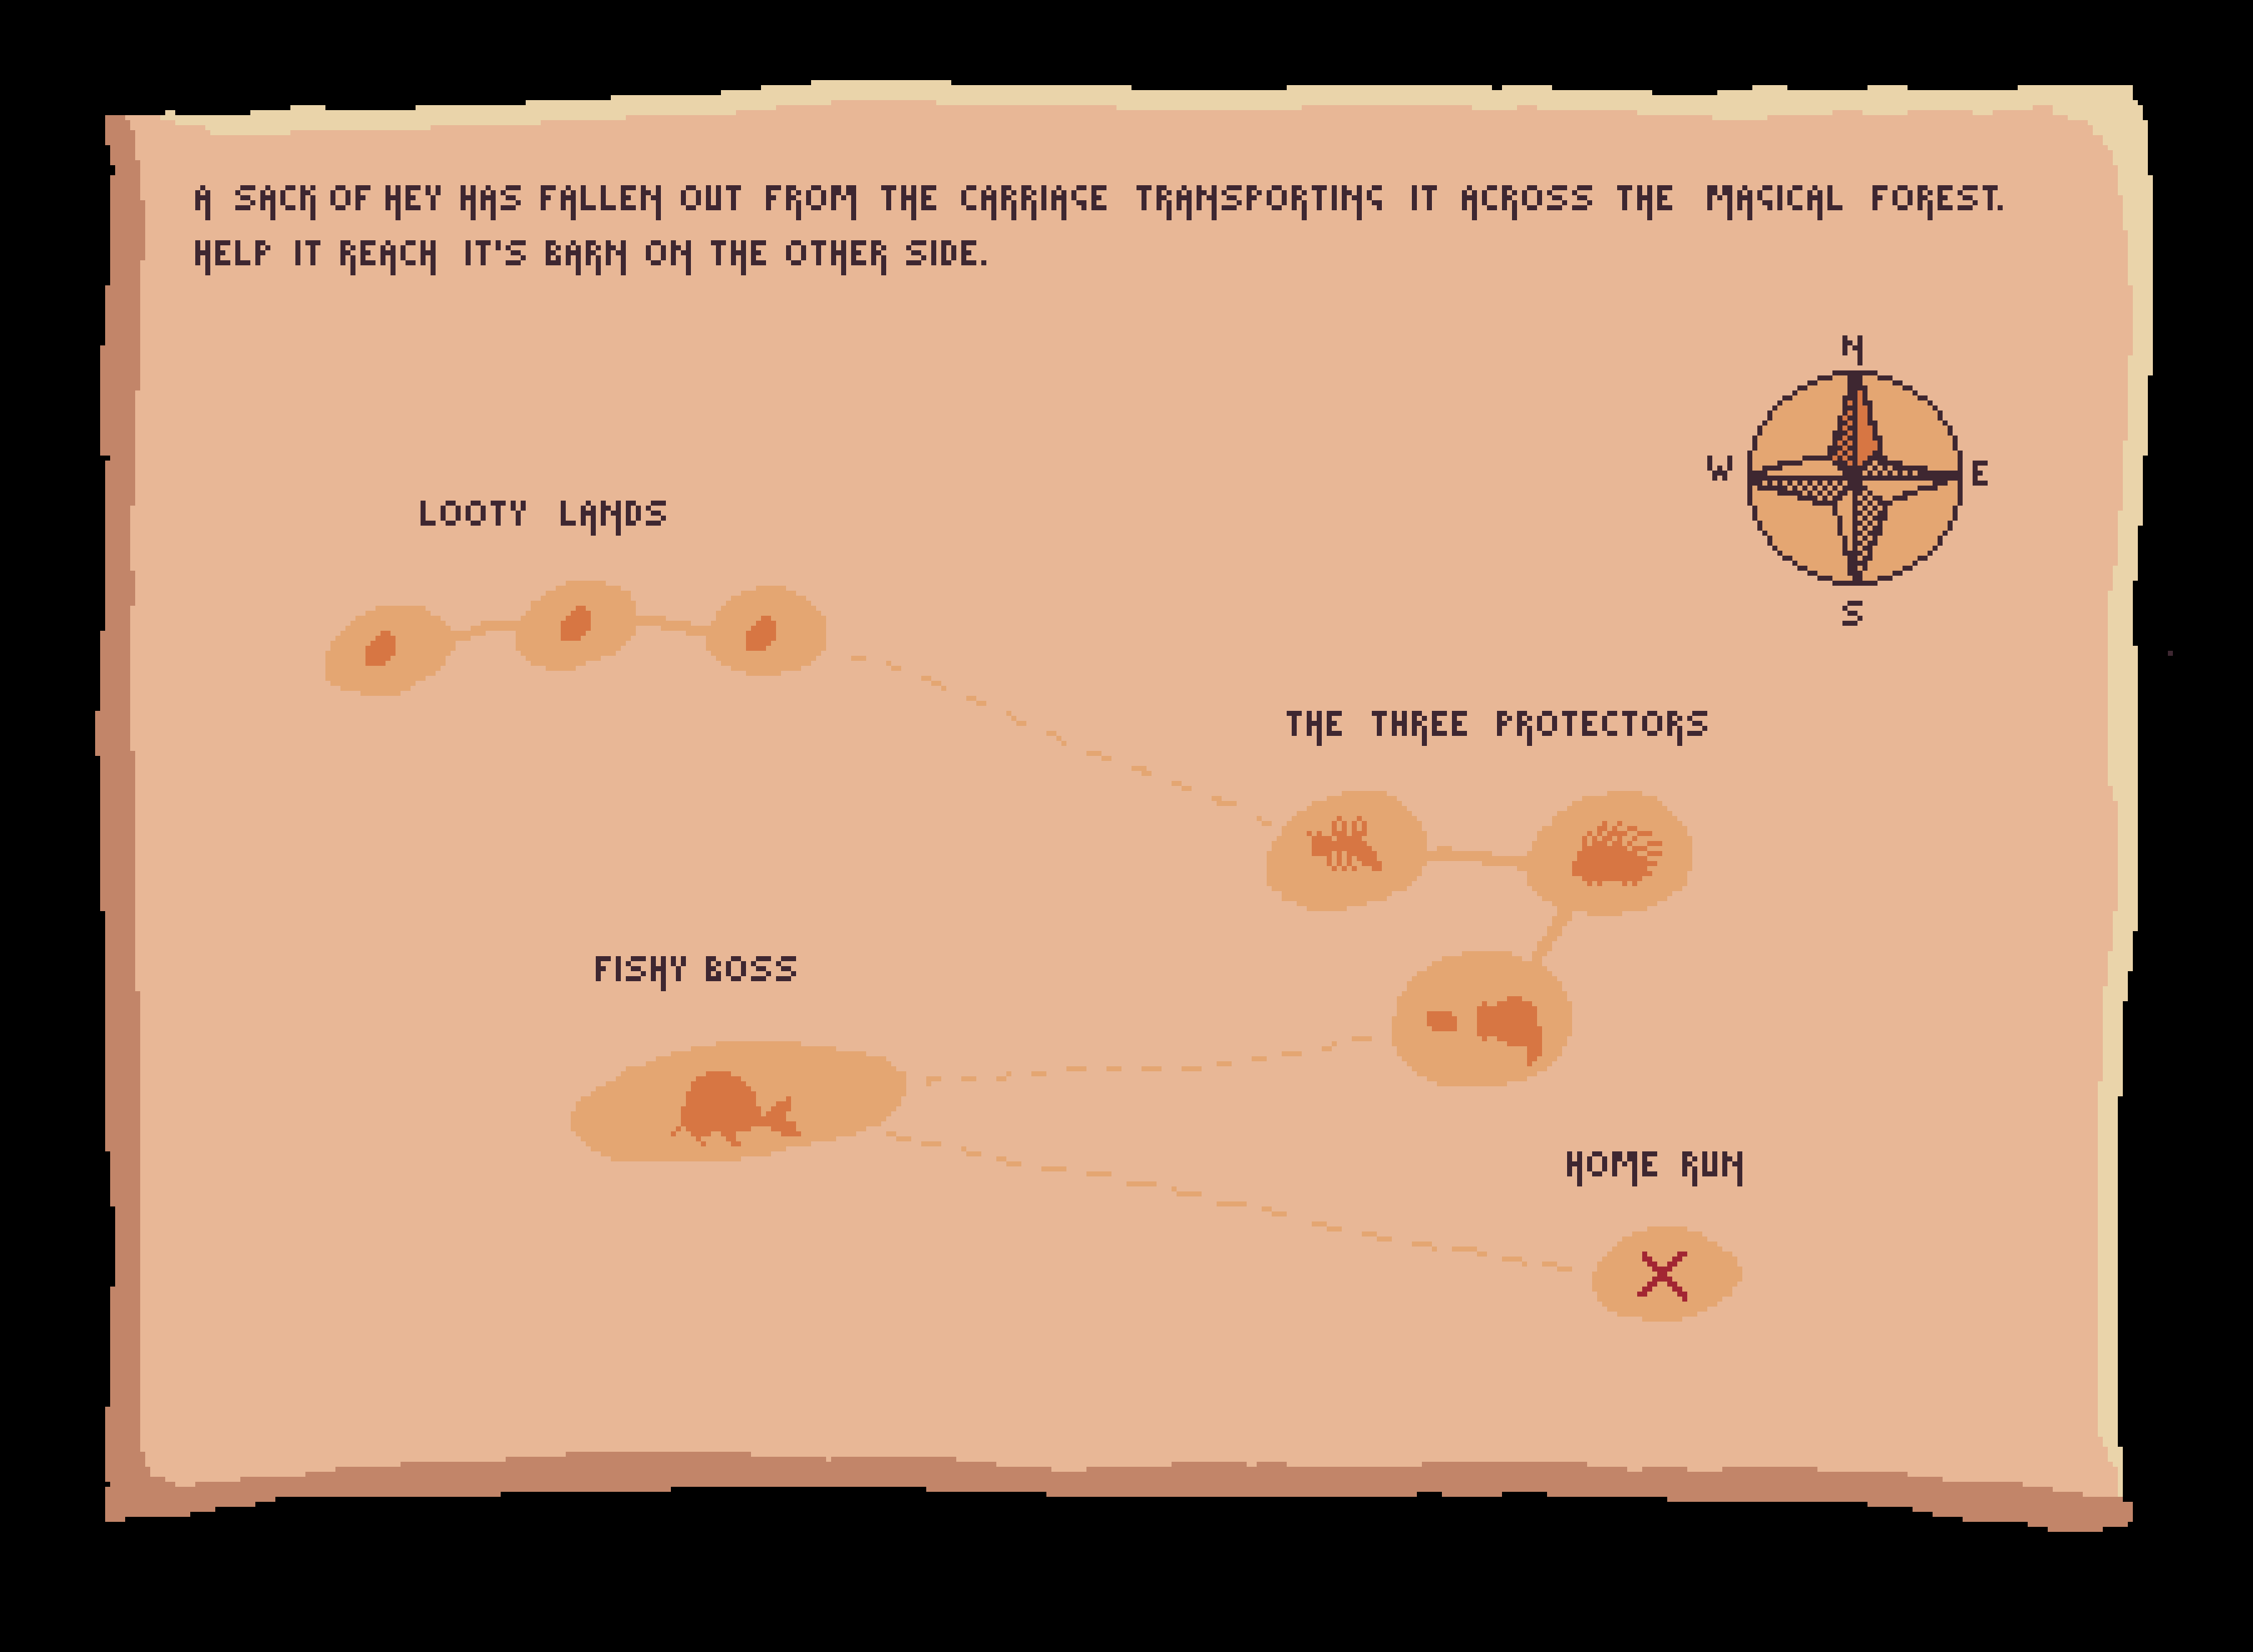 A SACK OF HEY HAS FALLEN OUT FROM THE CARRIAGE TRANSPORTING IT ACROSS THE MAGICAL FOREST.
HELP IT REACH IT'S BARN ON THE OTHER SIDE.
N
W E
S
LOOTY LANDS
THE THREE PROTECTORS
FISHY BOSS
HOME RUN